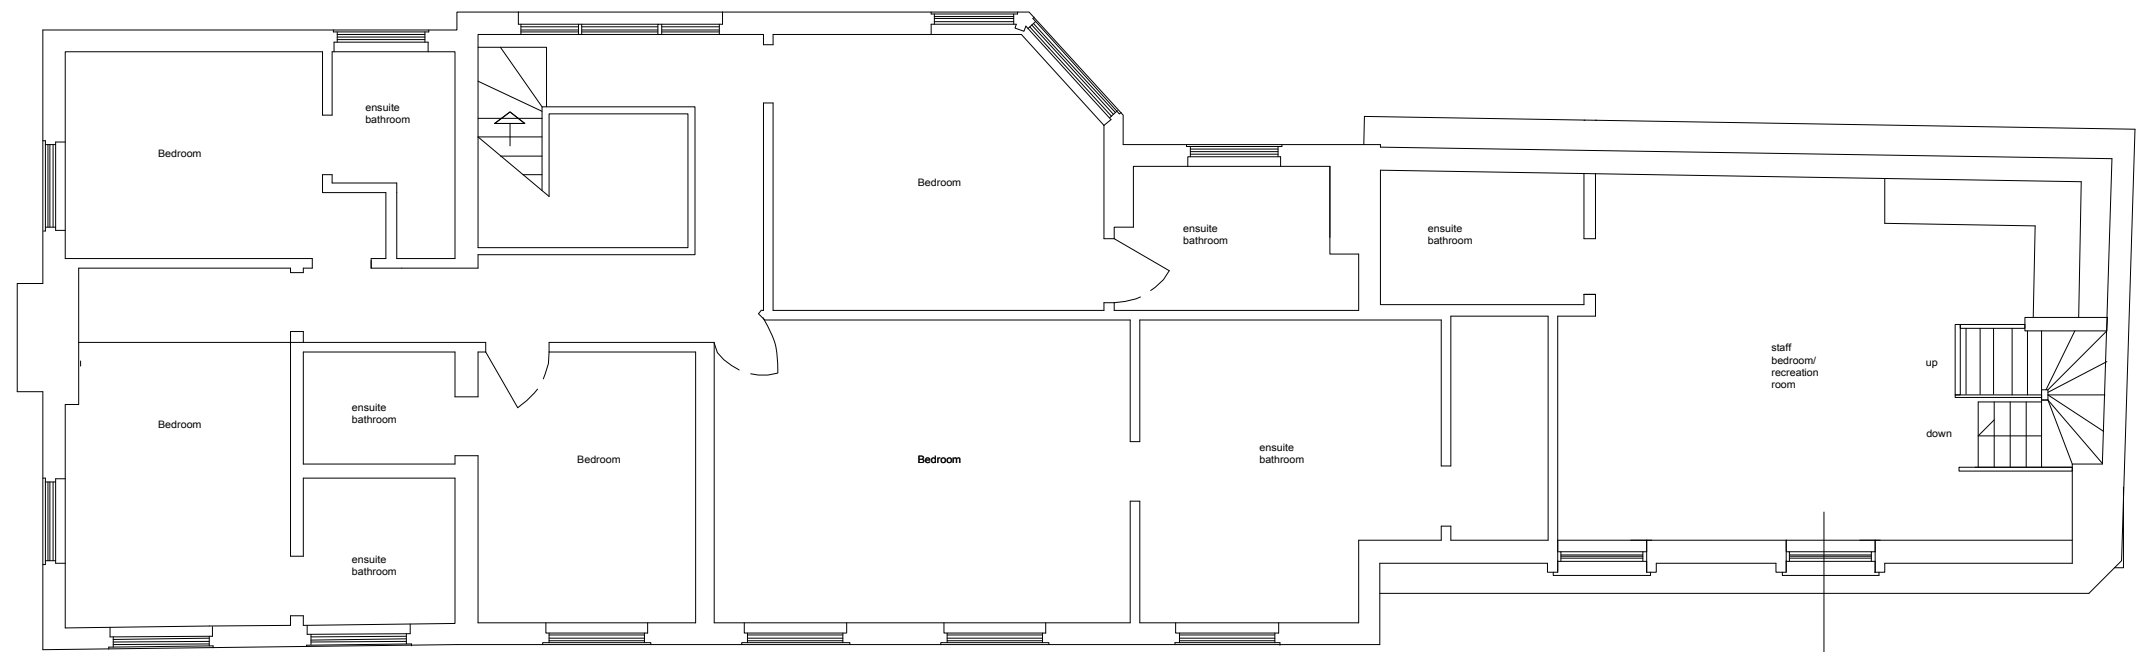 ensuite
bathroom
Bedroom
Bedroom
ensuite
bathroom
ensuite
bathroom
staff
bedroom/
recreation
room
up
down
ensuite
bathroom
Bedroom
Bedroom
Bedroom
ensuite
bathroom
ensuite
bathroom